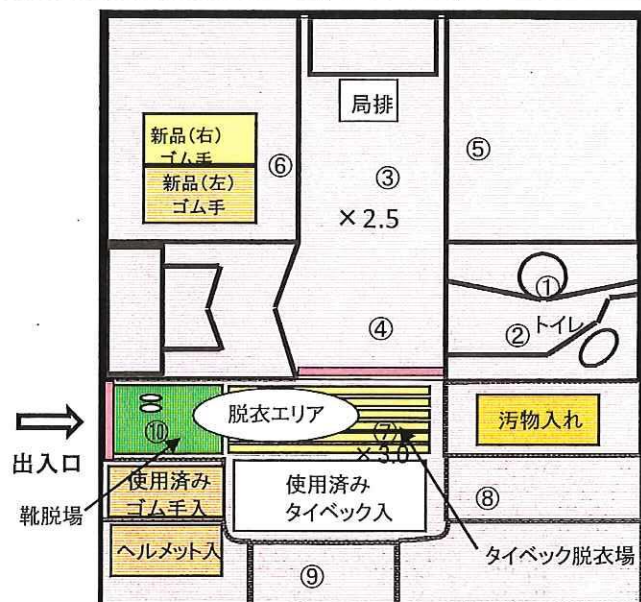 局排
新品(右)
ゴム手
新品(左)
ゴム手
⑥
③
⑤
×2.5
①
④
②
トイレ
脱衣エリア
⑩
⑦
×3.0
汚物入れ
出入口
使用済み
ゴム手入
使用済み
タイベック入
⑧
靴脱場
ヘルメット入
タイベック脱衣場
⑨